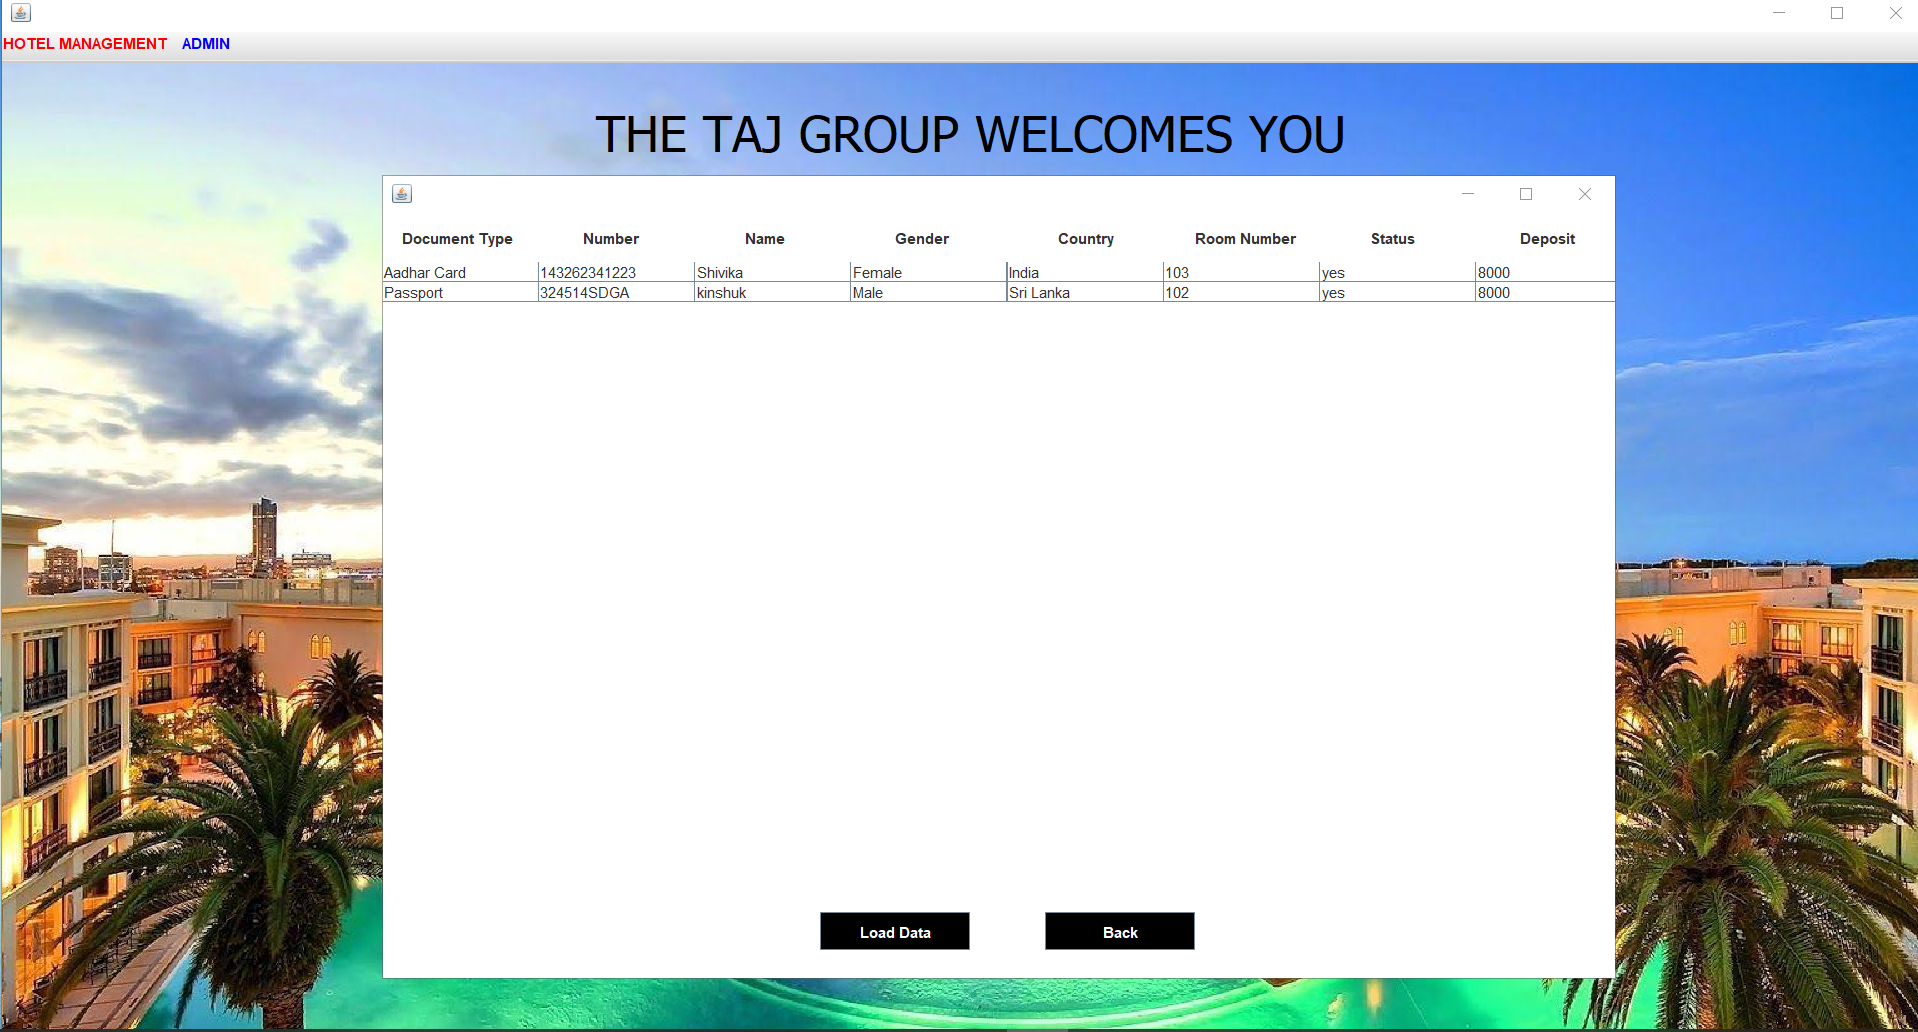 HOTEL MANAGEMENT ADMIN
THE TAJ GROUP WELCOMES YOU
Document Type Number Name Gender Country Room Number Status Deposit
Aadhar Card 143262341223 Shivika Female India 103 yes 8000
Passport 324514SDGA kinshuk Male Sri Lanka 102 yes 8000
Load Data Back